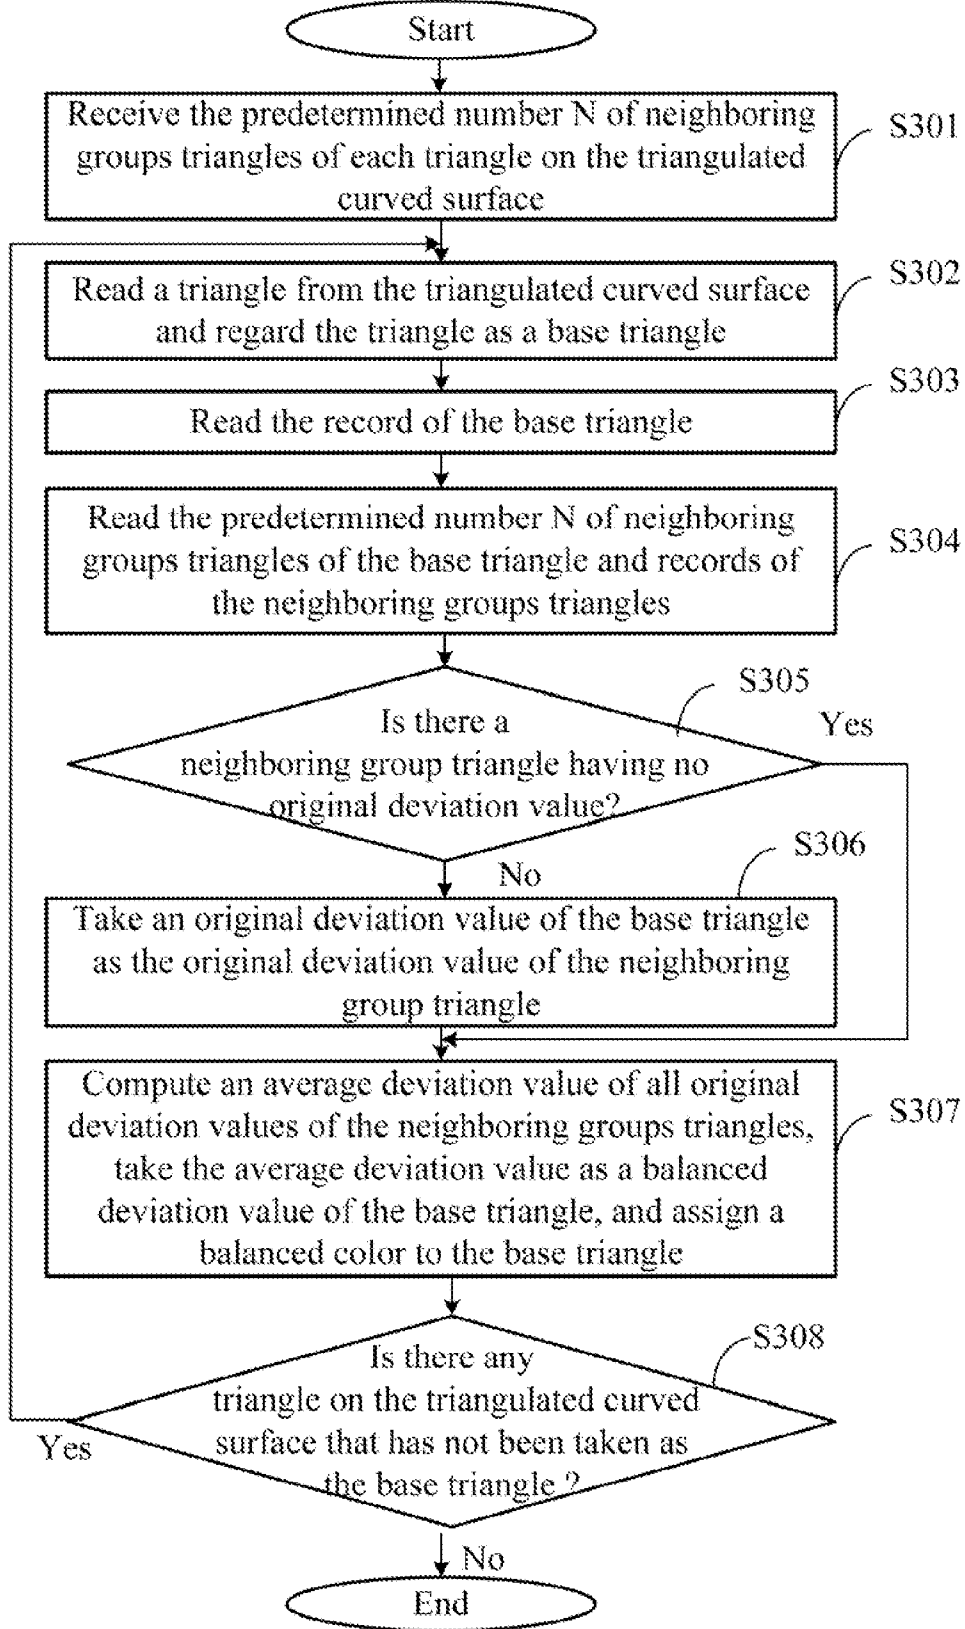 Start
Receive the predetermined number N of neighboring
groups triangles of each triangle on the triangulated
curved surface
S301
Read a triangle from the triangulated curved surface
and regard the triangle as a base triangle
S302
Read the record of the base triangle
S303
Read the predetermined number N of neighboring
groups triangles of the base triangle and records of
the neighboring groups triangles
S304
Is there a
neighboring group triangle having no
original deviation value?
S305
Yes
No
Take an original deviation value of the base triangle
as the original deviation value of the neighboring
group triangle
S306
Compute an average deviation value of all original
deviation values of the neighboring groups triangles,
take the average deviation value as a balanced
deviation value of the base triangle, and assign a
balanced color to the base triangle
S307
Is there any
triangle on the triangulated curved
surface that has not been taken as
the base triangle ?
S308
Yes
No
End